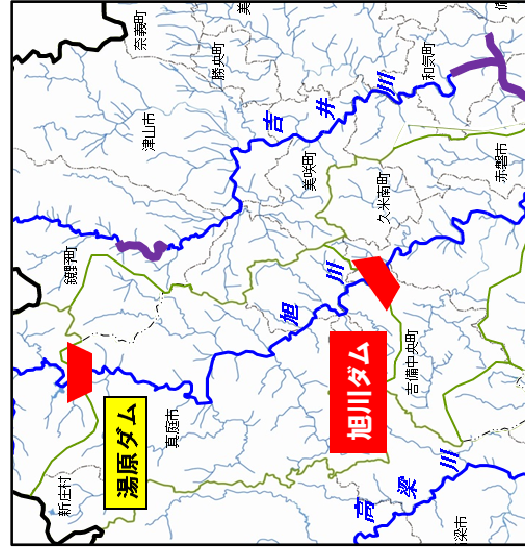 新庄村
湯原ダム
鏡野町
奈義町
真庭市
津山市
勝央町
美
旭川
美咲町
吉井川
高梁川
旭川ダム
久米南町
吉備中央町
和気町
梁市
赤磐市